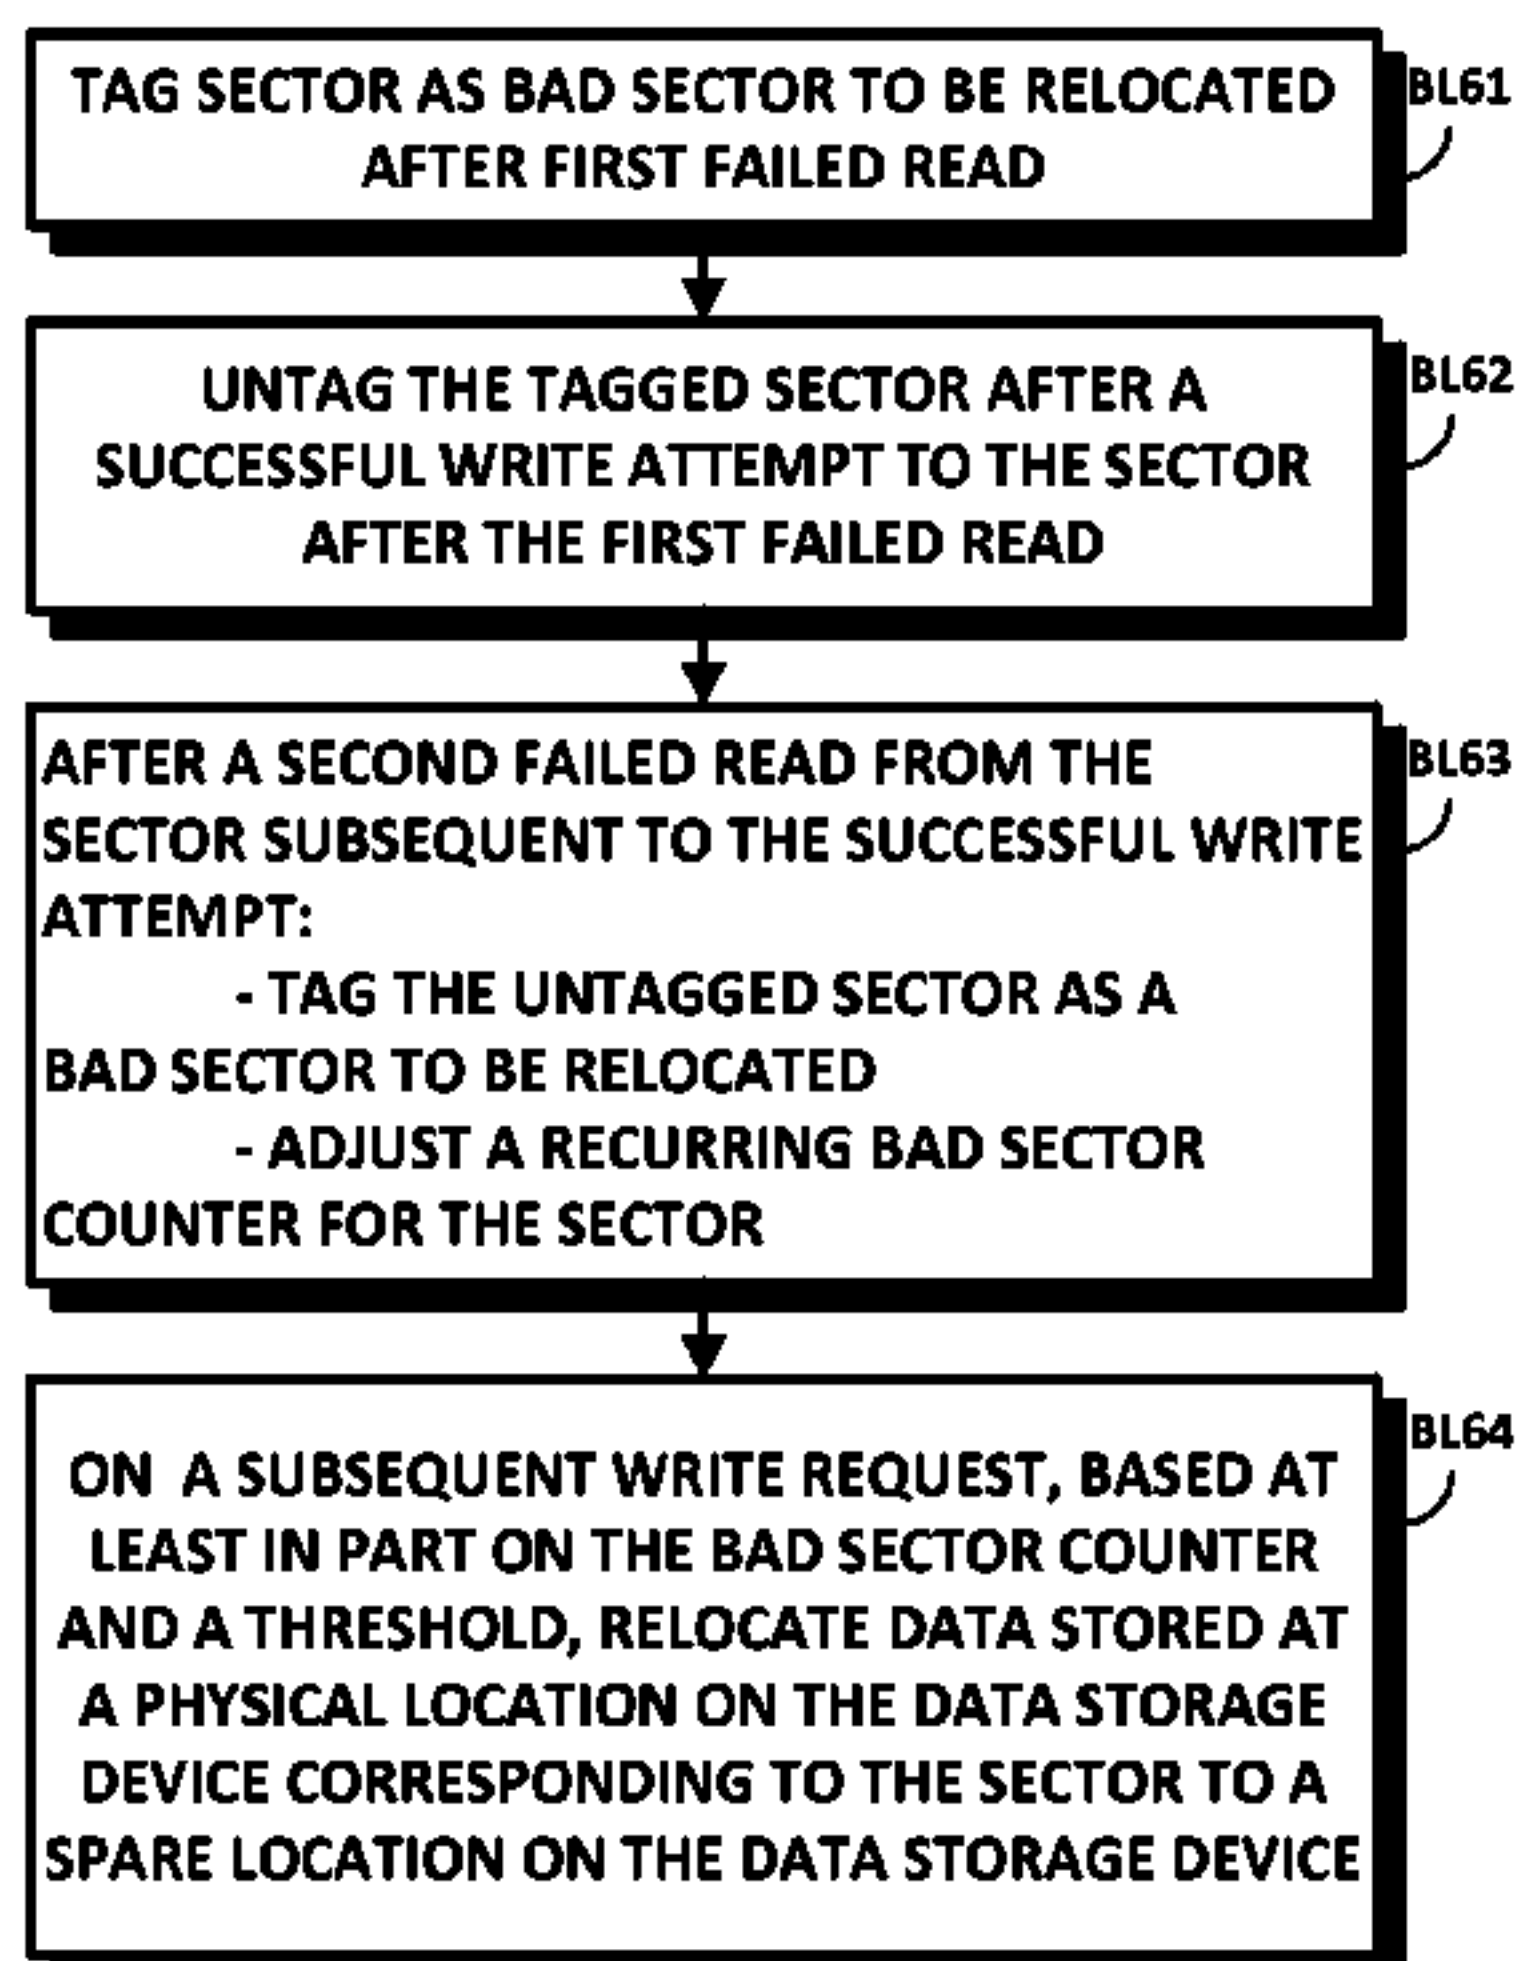 TAG SECTOR AS BAD SECTOR TO BE RELOCATED
AFTER FIRST FAILED READ
BL61
UNTAG THE TAGGED SECTOR AFTER A
SUCCESSFUL WRITE ATTEMPT TO THE SECTOR
AFTER THE FIRST FAILED READ
BL62
AFTER A SECOND FAILED READ FROM THE
SECTOR SUBSEQUENT TO THE SUCCESSFUL WRITE
ATTEMPT:
- TAG THE UNTAGGED SECTOR AS A
BAD SECTOR TO BE RELOCATED
- ADJUST A RECURRING BAD SECTOR
COUNTER FOR THE SECTOR
BL63
ON A SUBSEQUENT WRITE REQUEST, BASED AT
LEAST IN PART ON THE BAD SECTOR COUNTER
AND A THRESHOLD, RELOCATE DATA STORED AT
A PHYSICAL LOCATION ON THE DATA STORAGE
DEVICE CORRESPONDING TO THE SECTOR TO A
SPARE LOCATION ON THE DATA STORAGE DEVICE
BL64